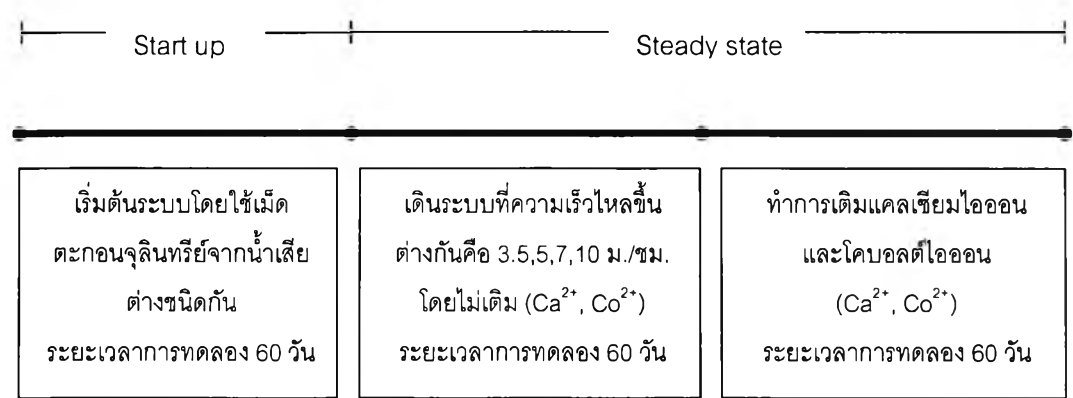 Start up
Steady state
เริ่มต้นระบบโดยใช้เม็ด
ตะกอนจุลินทรีย์จากน้ำเสีย
ต่างชนิดกัน
ระยะเวลาการทดลอง 60 วัน
เดินระบบที่ความเร็วไหลขึ้น
ต่างกันคือ 3.5,5,7,10 ม./ชม.
โดยไม่เติม (Ca²⁺, Co²⁺)
ระยะเวลาการทดลอง 60 วัน
ทำการเติมแคลเซียมไอออน
และโคบอลต์ไอออน
(Ca²⁺, Co²⁺)
ระยะเวลาการทดลอง 60 วัน